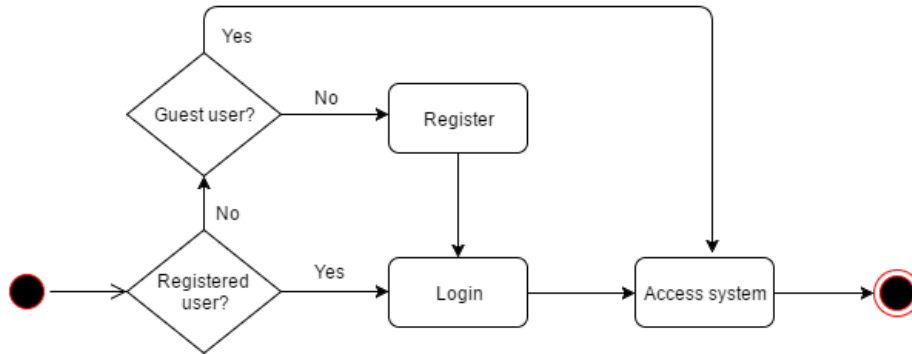 Yes
Guest user?
No
Register
No
Registered
user?
Yes
Login
Access system